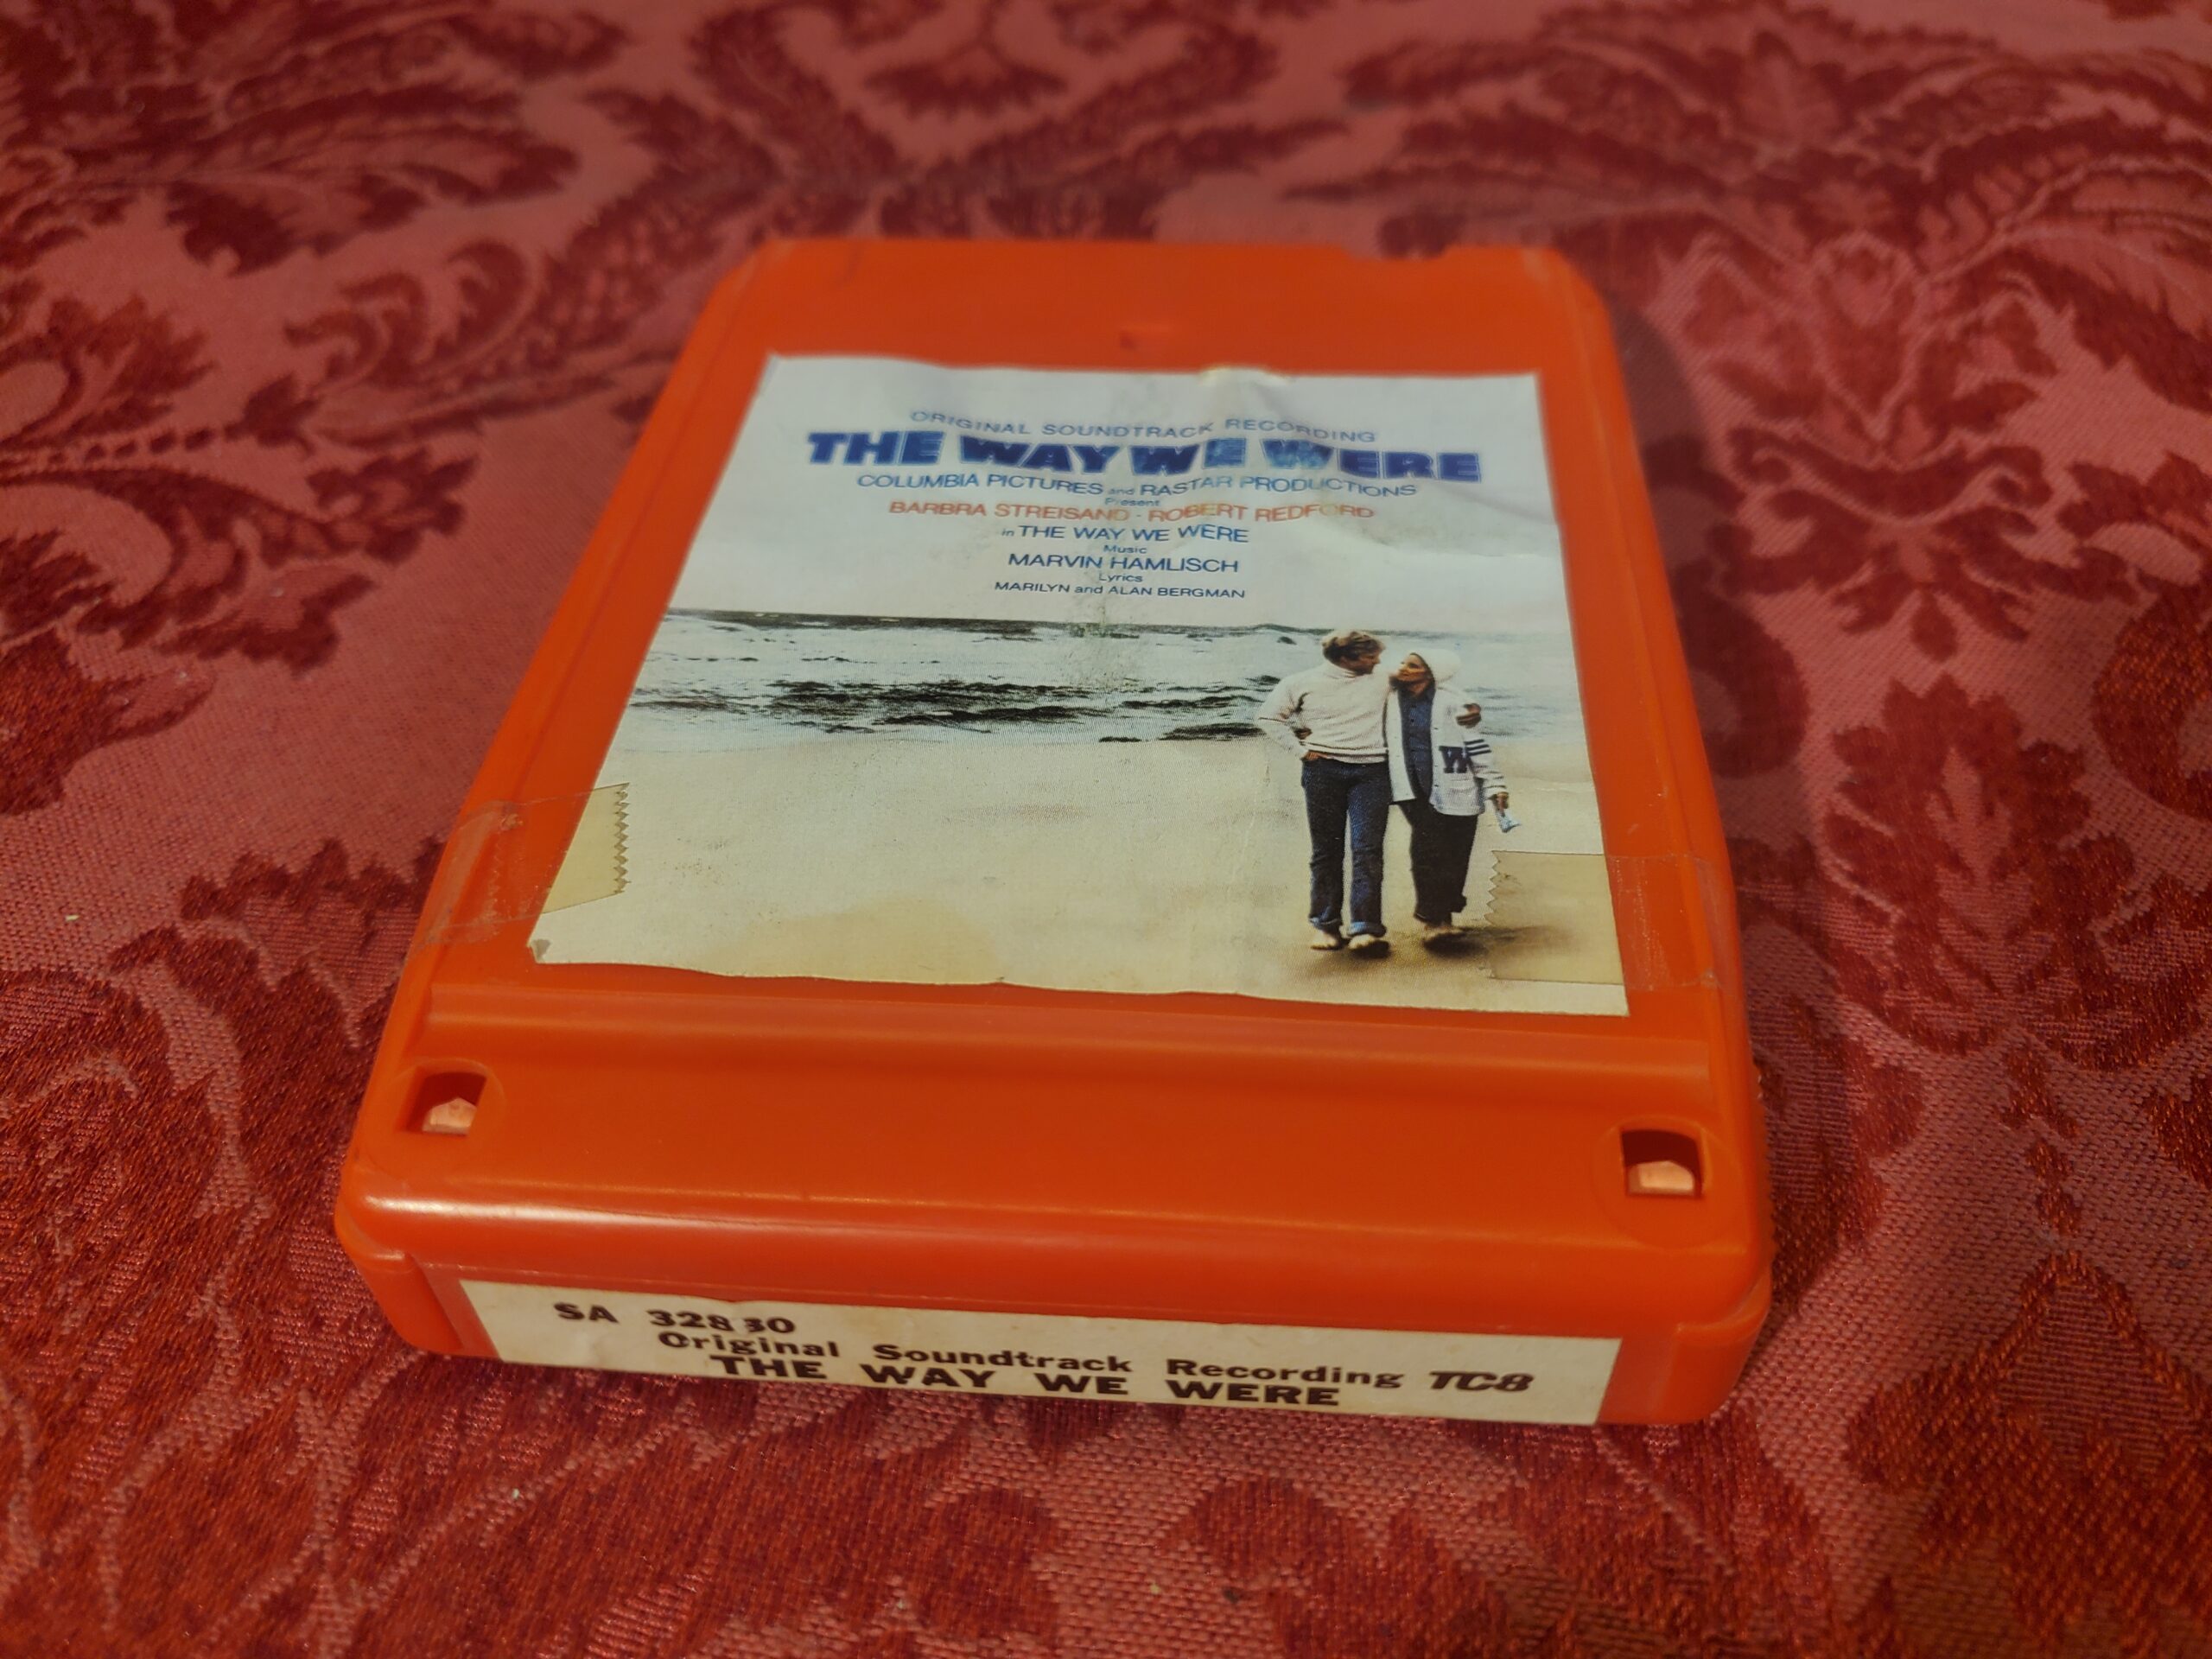 ORIGINAL SOUNDTRACK RECORDING
THE WAY WE WERE
COLUMBIA PICTURES and RASTAR PRODUCTIONS
Present
BARBRA STREISAND · ROBERT REDFORD
in THE WAY WE WERE
Music
MARVIN HAMLISCH
Lyrics
MARILYN and ALAN BERGMAN
W
SA 32830
Original Soundtrack Recording TC8
THE WAY WE WERE